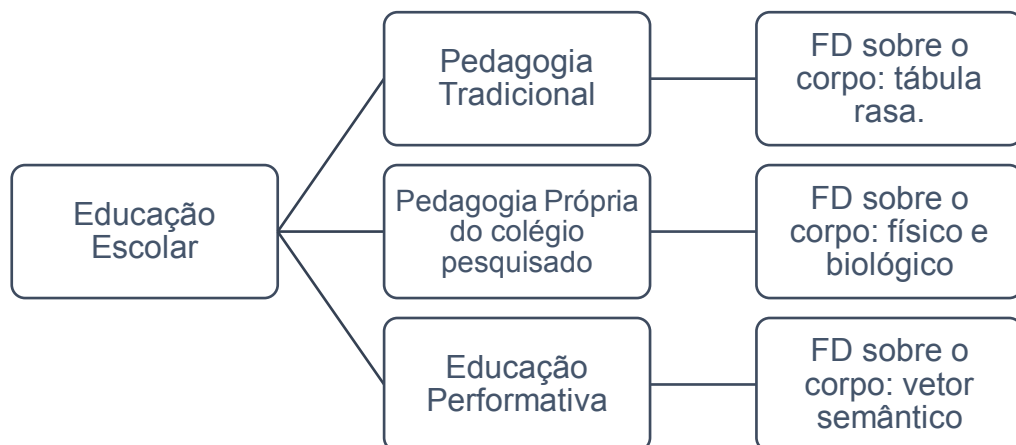 Educação
Escolar
Pedagogia
Tradicional
FD sobre o
corpo: tábula
rasa.
Pedagogia Própria
do colégio
pesquisado
FD sobre o
corpo: físico e
biológico
Educação
Performativa
FD sobre o
corpo: vetor
semântico